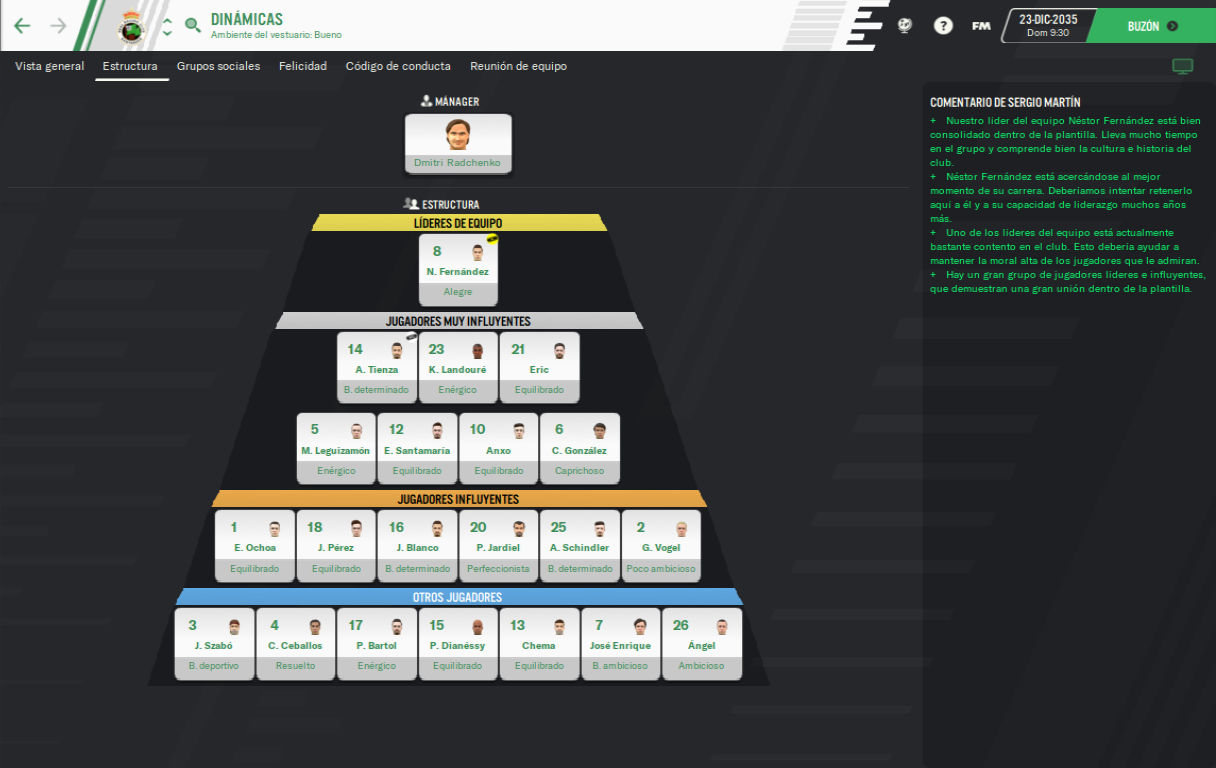 DINÁMICAS
Ambiente del vestuario: Bueno
?
FM
23-DIC-2035
Dom 9:30
BUZÓN
Vista general Estructura Grupos sociales Felicidad Código de conducta Reunión de equipo
MÁNAGER
Dmitri Radchenko
ESTRUCTURA
LÍDERES DE EQUIPO
8
N. Fernández
Alegre
JUGADORES MUY INFLUYENTES
14 23 21
A. Tienza K. Landouré Eric
B. determinado Enérgico Equilibrado
5 12 10 6
M. Leguizamón E. Santamaría Anxo C. González
Enérgico Equilibrado Equilibrado Caprichoso
JUGADORES INFLUYENTES
1 18 16 20 25 2
E. Ochoa J. Pérez J. Blanco P. Jardiel A. Schindler G. Vogel
Equilibrado Equilibrado B. determinado Perfeccionista B. determinado Poco ambicioso
OTROS JUGADORES
3 4 17 15 13 7 26
J. Szabó C. Ceballos P. Bartol P. Dianéssy Chema José Enrique Ángel
B. deportivo Resuelto Enérgico Equilibrado Equilibrado B. ambicioso Ambicioso
COMENTARIO DE SERGIO MARTÍN
+ Nuestro líder del equipo Néstor Fernández está bien
consolidado dentro de la plantilla. Lleva mucho tiempo
en el grupo y comprende bien la cultura e historia del
club.
+ Néstor Fernández está acercándose al mejor
momento de su carrera. Deberíamos intentar retenerlo
aquí a él y a su capacidad de liderazgo muchos años
más.
+ Uno de los líderes del equipo está actualmente
bastante contento en el club. Esto debería ayudar a
mantener la moral alta de los jugadores que le admiran.
+ Hay un gran grupo de jugadores líderes e influyentes,
que demuestran una gran unión dentro de la plantilla.